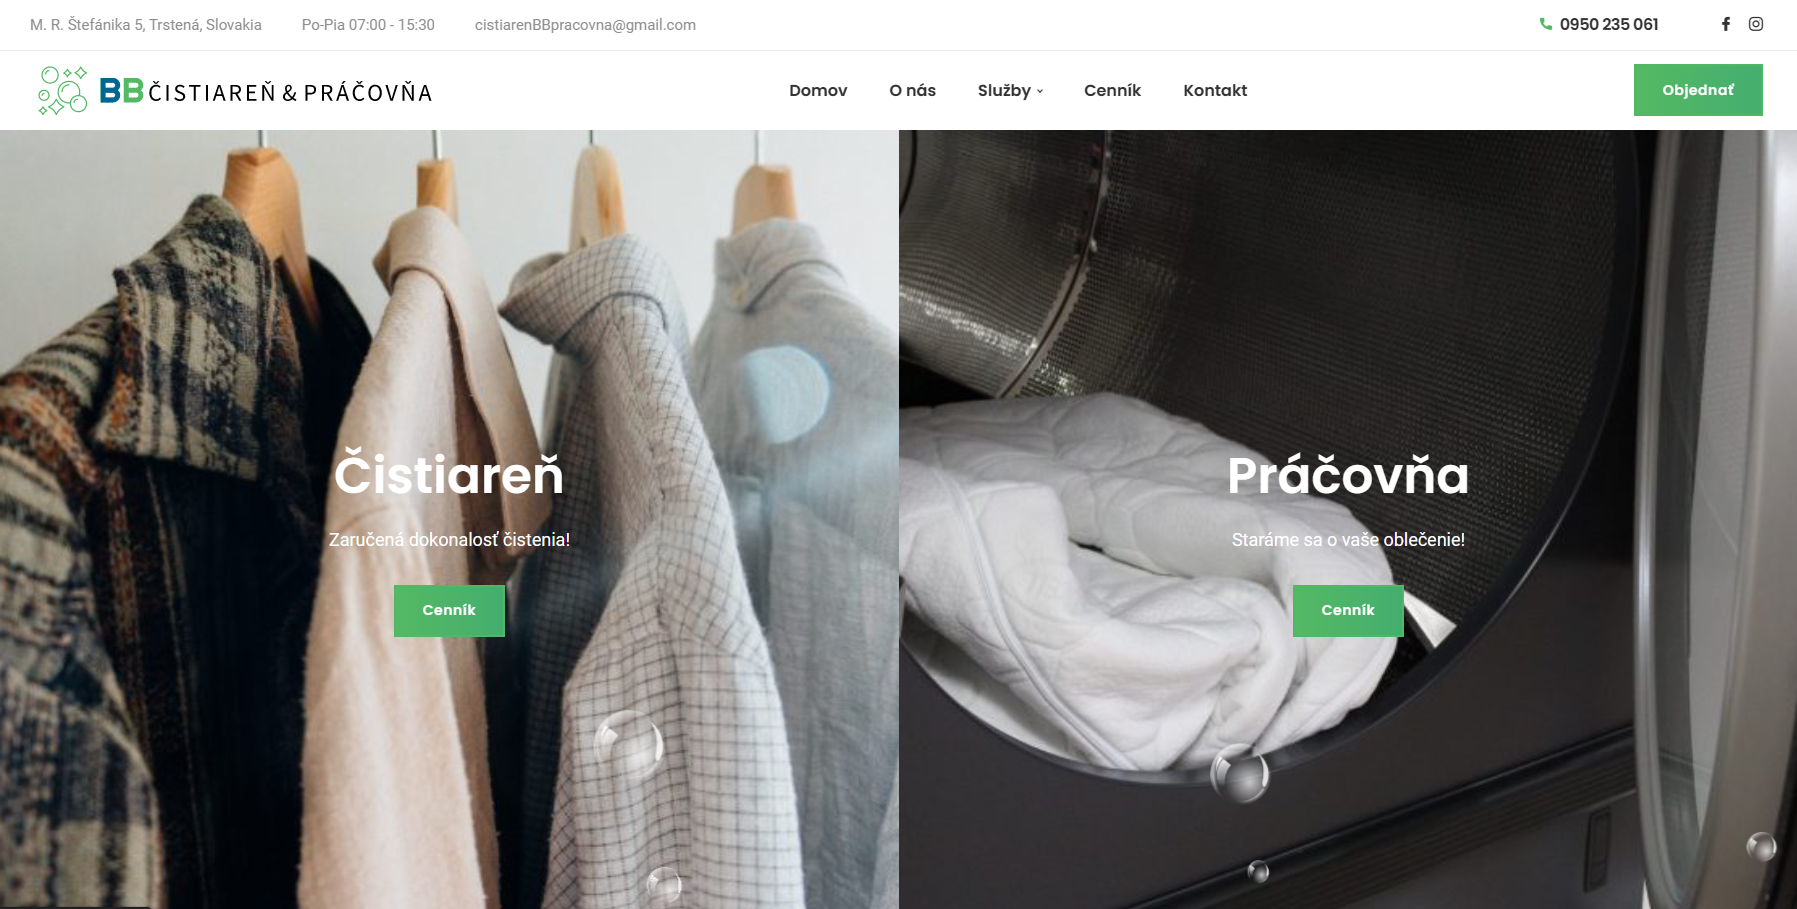 M. R. Štefánika 5, Trstená, Slovakia
Po-Pia 07:00 - 15:30
cistiarenBBpracovna@gmail.com
0950 235 061
BB ČISTIAREŇ & PRÁČOVŇA
Domov
O nás
Služby
Cenník
Kontakt
Objednať
Čistiareň
Zaručená dokonalosť čistenia!
Cenník
Práčovňa
Staráme sa o vaše oblečenie!
Cenník